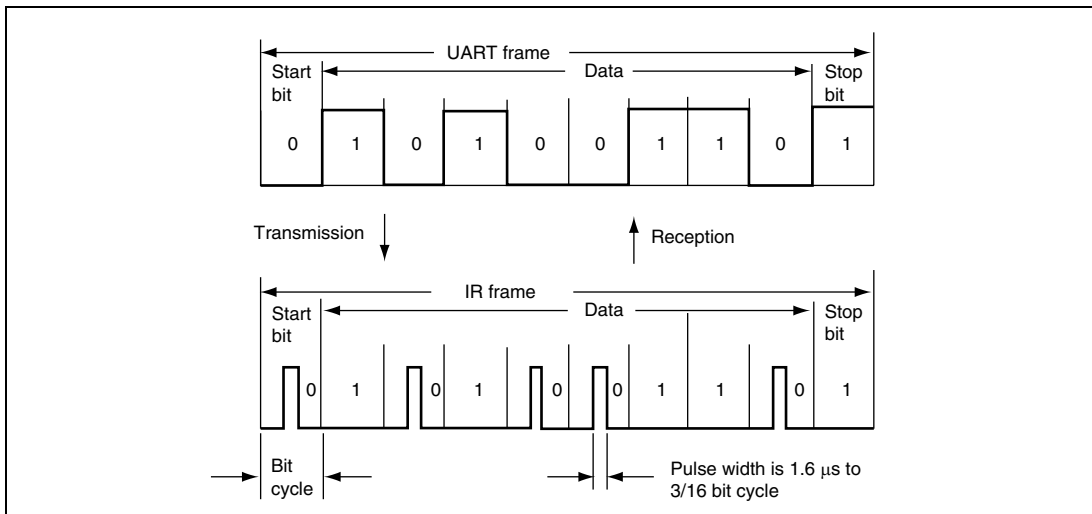 UART frame
Start bit
Data
Stop bit
0 1 0 1 0 0 1 1 0 1
Transmission
Reception
IR frame
Start bit
Data
Stop bit
0 1 0 1 0 0 1 1 0 1
Bit cycle
Pulse width is 1.6 μs to
3/16 bit cycle